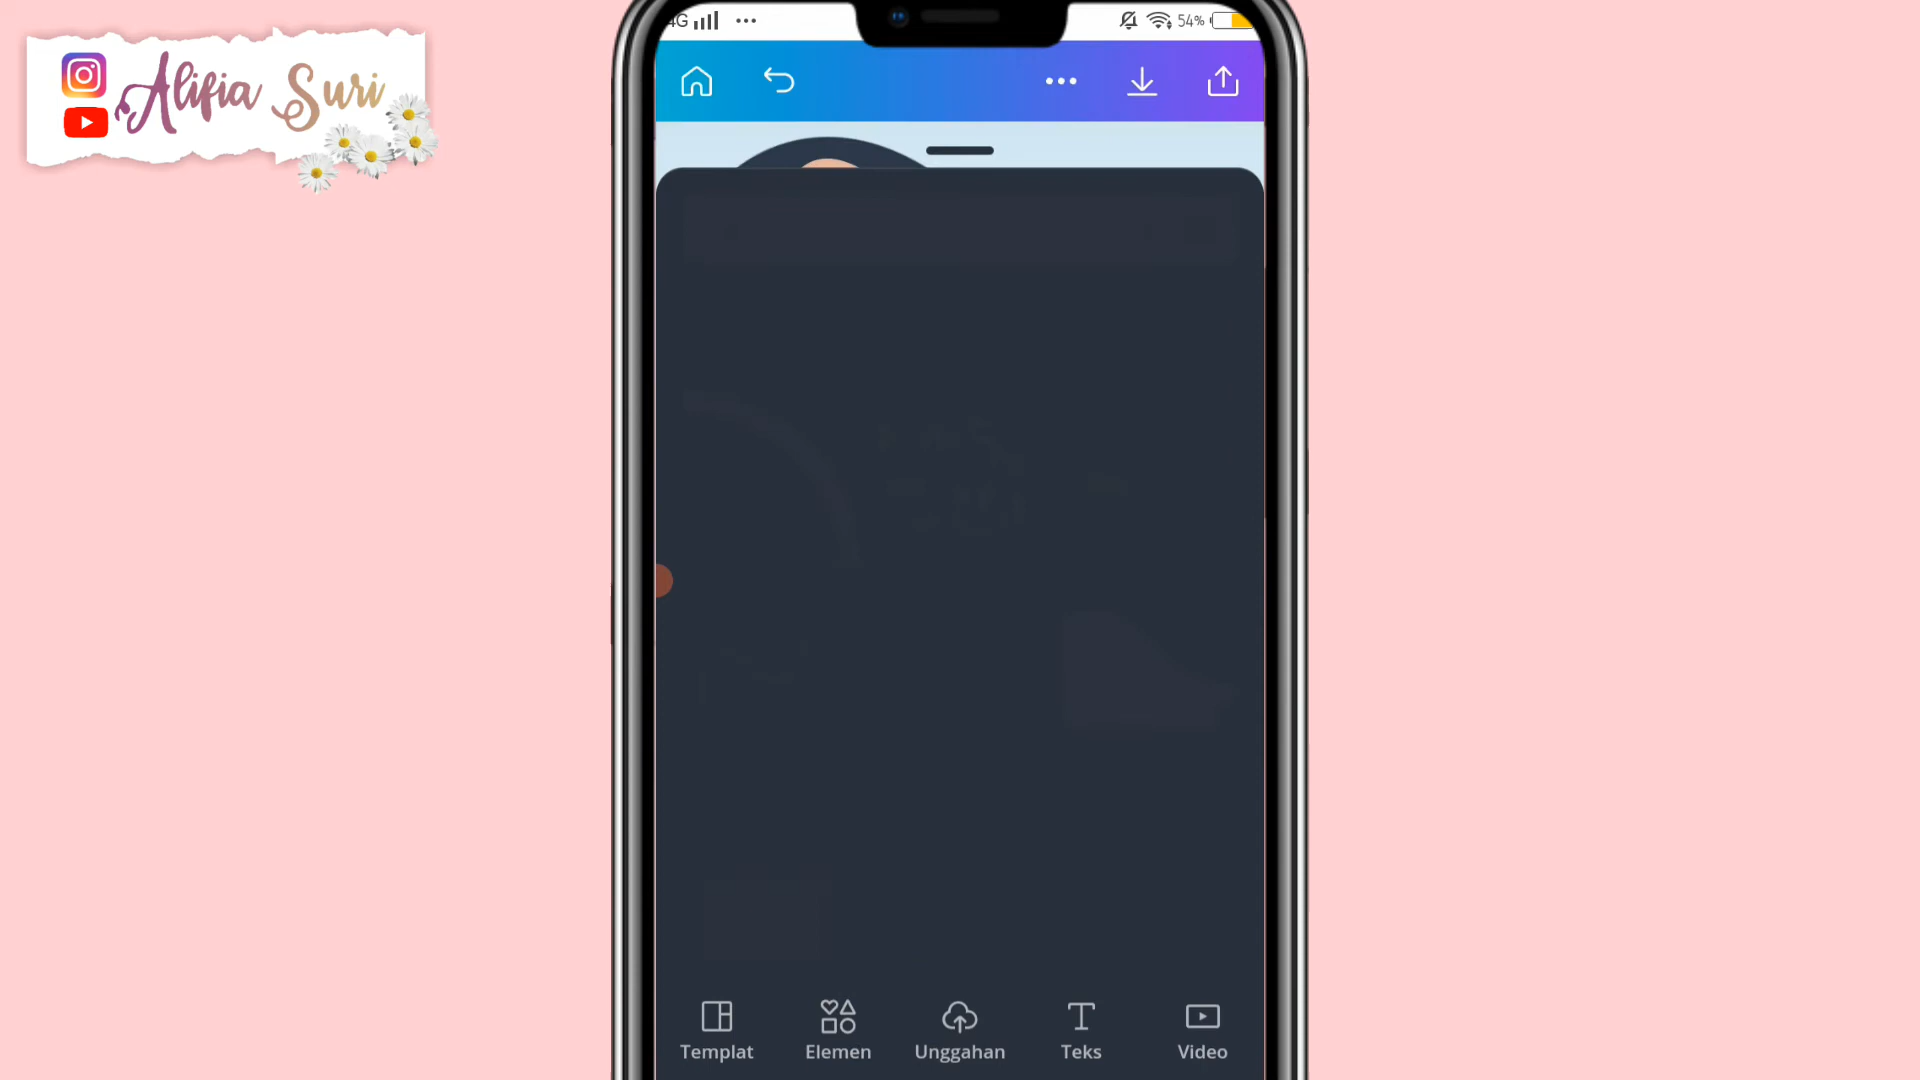 Alifia Suri
4G
54%
Templat
Elemen
Unggahan
Teks
Video